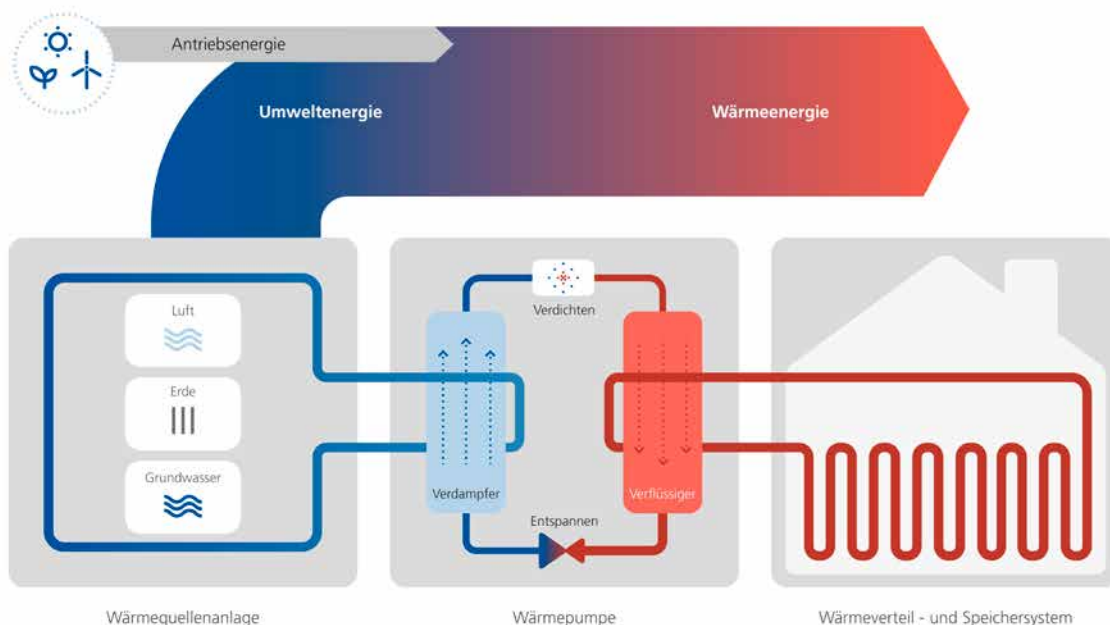 Antriebsenergie
Umweltenergie
Wärmeenergie
Luft
Erde
Grundwasser
Verdichten
Verdampfer
Verflüssiger
Entspannen
Wärmequellenanlage
Wärmepumpe
Wärmeverteil - und Speichersystem